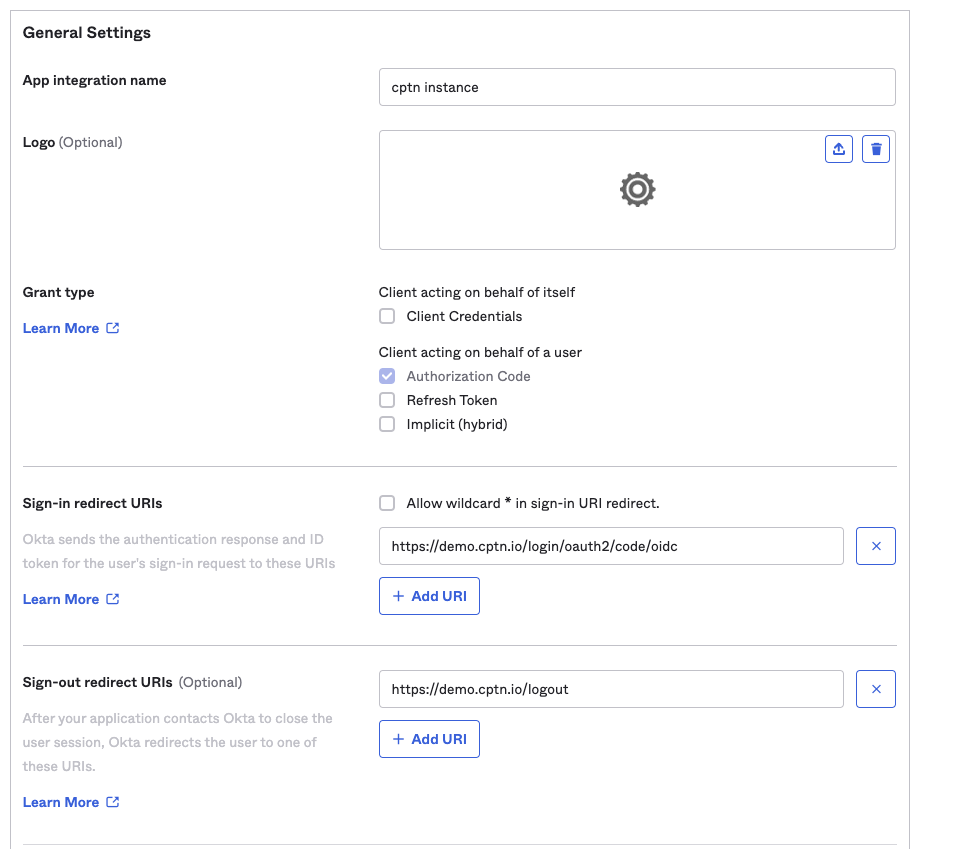 General Settings
App integration name
cptn instance
Logo (Optional)
Grant type
Learn More
Client acting on behalf of itself
Client Credentials
Client acting on behalf of a user
Authorization Code
Refresh Token
Implicit (hybrid)
Sign-in redirect URIs
Okta sends the authentication response and ID
token for the user's sign-in request to these URIs
Learn More
Allow wildcard * in sign-in URI redirect.
https://demo.cptn.io/login/oauth2/code/oidc
+ Add URI
Sign-out redirect URIs (Optional)
After your application contacts Okta to close the
user session, Okta redirects the user to one of
these URIs.
Learn More
https://demo.cptn.io/logout
+ Add URI